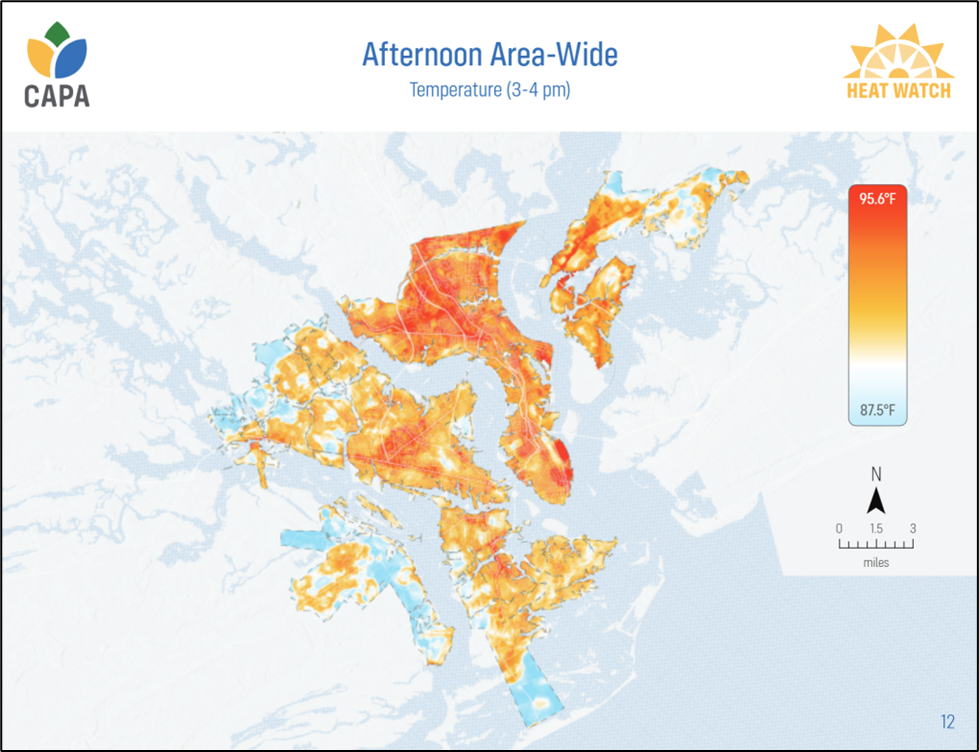 CAPA
Afternoon Area-Wide
Temperature (3-4 pm)
HEAT WATCH
95.6°F
87.5°F
N
0 1.5 3
miles
12